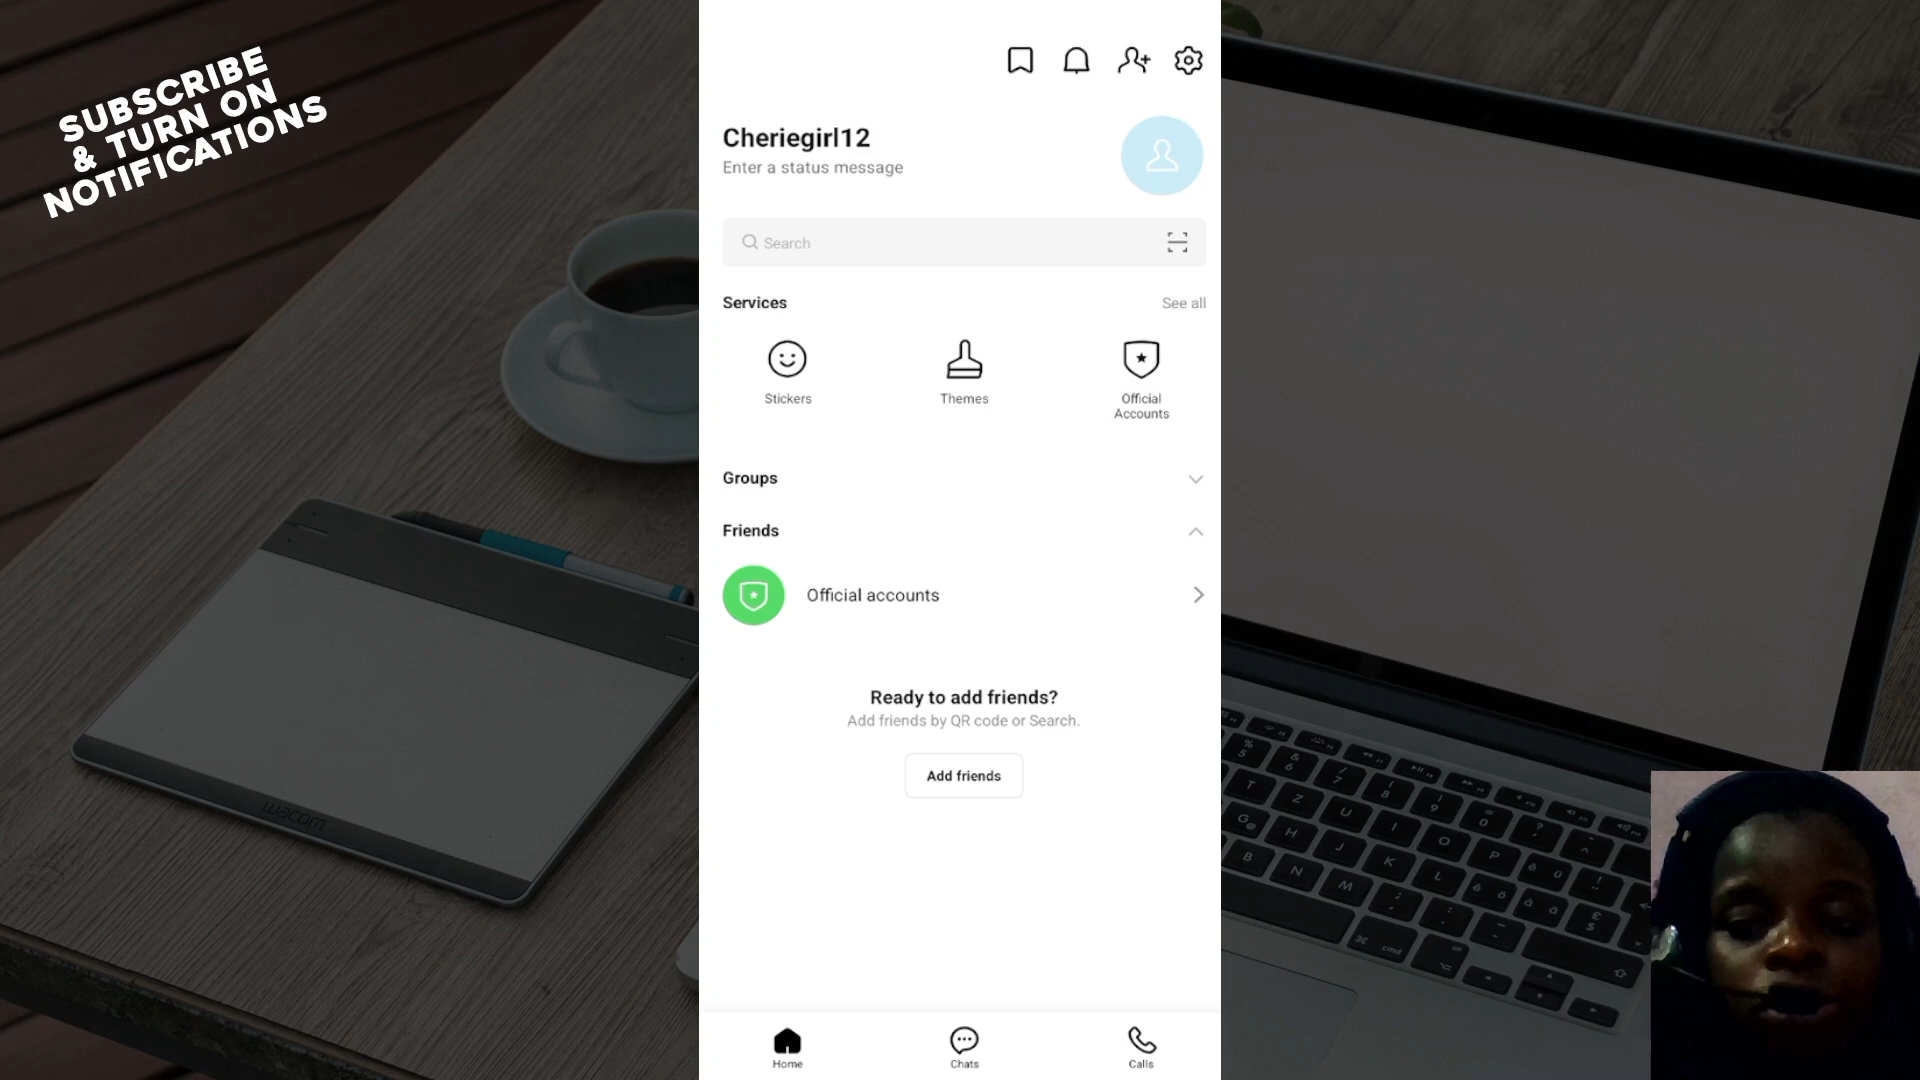 SUBSCRIBE
& TURN ON
NOTIFICATIONS
Cheriegirl12
Enter a status message
Search
Services
See all
Stickers
Themes
Official
Accounts
Groups
Friends
Official accounts
Ready to add friends?
Add friends by QR code or Search.
Add friends
Home
Chats
Calls
wacom